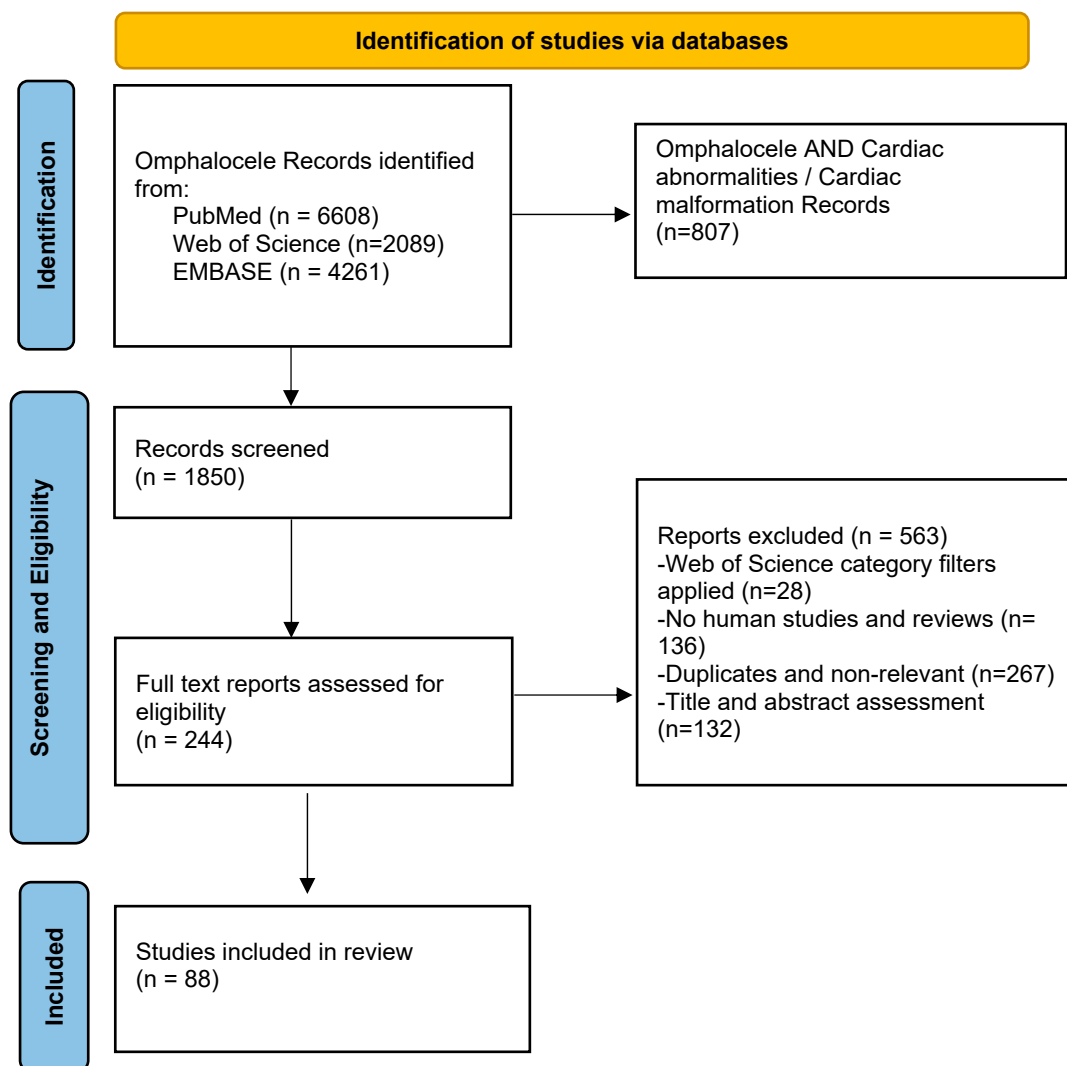 Identification of studies via databases
Identification
Omphalocele Records identified
from:
PubMed (n = 6608)
Web of Science (n=2089)
EMBASE (n = 4261)
Omphalocele AND Cardiac
abnormalities / Cardiac
malformation Records
(n=807)
Screening and Eligibility
Records screened
(n = 1850)
Full text reports assessed for
eligibility
(n = 244)
Reports excluded (n = 563)
-Web of Science category filters
applied (n=28)
-No human studies and reviews (n=
136)
-Duplicates and non-relevant (n=267)
-Title and abstract assessment
(n=132)
Included
Studies included in review
(n = 88)